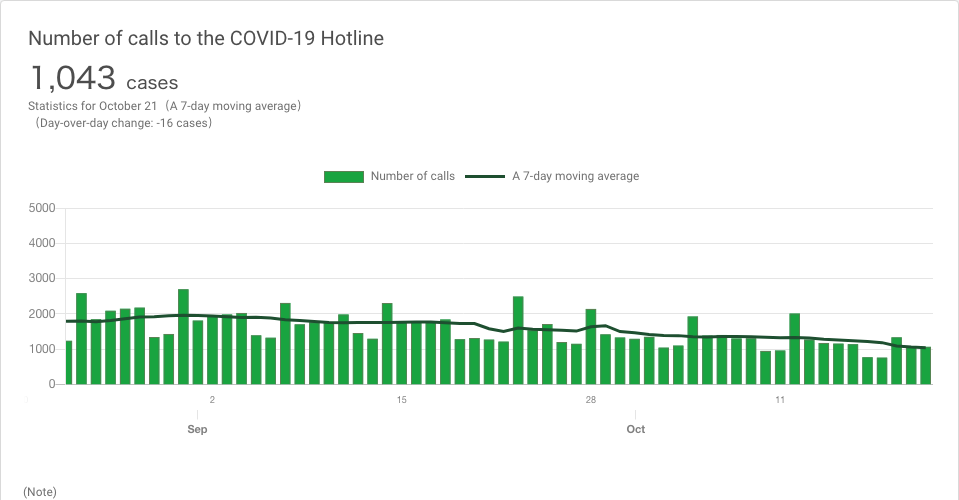 Number of calls to the COVID-19 Hotline
1,043 cases
Statistics for October 21（A 7-day moving average）
（Day-over-day change: -16 cases）
Number of calls A 7-day moving average
5000
4000
3000
2000
1000
0
2 15 28 11
Sep Oct
(Note)